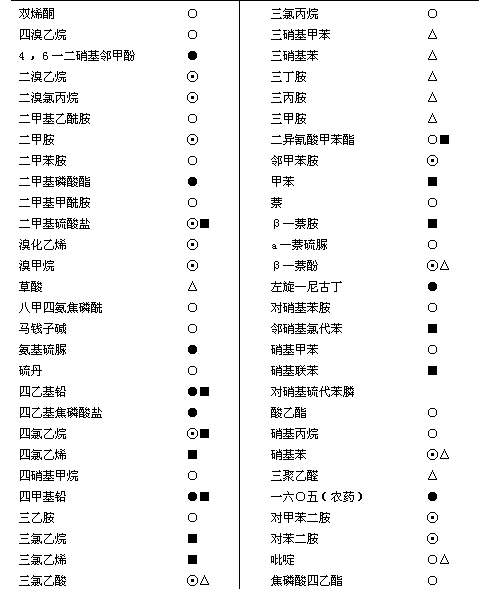 双烯酮 ○
四溴乙烷 ○
4，6一二硝基邻甲酚 ●
二溴乙烷 ⊙
二溴氯丙烷 ⊙
二甲基乙酰胺 ○
二甲胺 ⊙
二甲苯胺 ○
二甲基磷酸酯 ●
二甲基甲酰胺 ○
二甲基硫酸盐 ⊙■
溴化乙烯 ⊙
溴甲烷 ⊙
草酸 △
八甲四氨焦磷酰 ○
马钱子碱 ○
氨基硫脲 ●
硫丹 ○
四乙基铅 ●■
四乙基焦磷酸盐 ●
四氯乙烷 ⊙■
四氯乙烯 ■
四硝基甲烷 ○
四甲基铅 ●■
三乙胺 ○
三氯乙烷 ■
三氯乙烯 ■
三氯乙酸 ⊙△
三氯丙烷 ○
三硝基甲苯 △
三硝基苯 △
三丁胺 △
三丙胺 △
三甲胺 △
二异氰酸甲苯酯 ○■
邻甲苯胺 ⊙
甲苯 ■
萘 ○
β一萘胺 ■
a一萘硫脲 ○
β一萘酚 ⊙△
左旋一尼古丁 ●
对硝基苯胺 ○
邻硝基氯代苯 ■
硝基甲苯 ○
硝基联苯 ■
对硝基硫代苯膦
酸乙酯 ○
硝基丙烷 ○
硝基苯 ⊙△
三聚乙醛 △
一六〇五（农药） ●
对甲苯二胺 ⊙
对苯二胺 ⊙
吡啶 ○△
焦磷酸四乙酯 ○